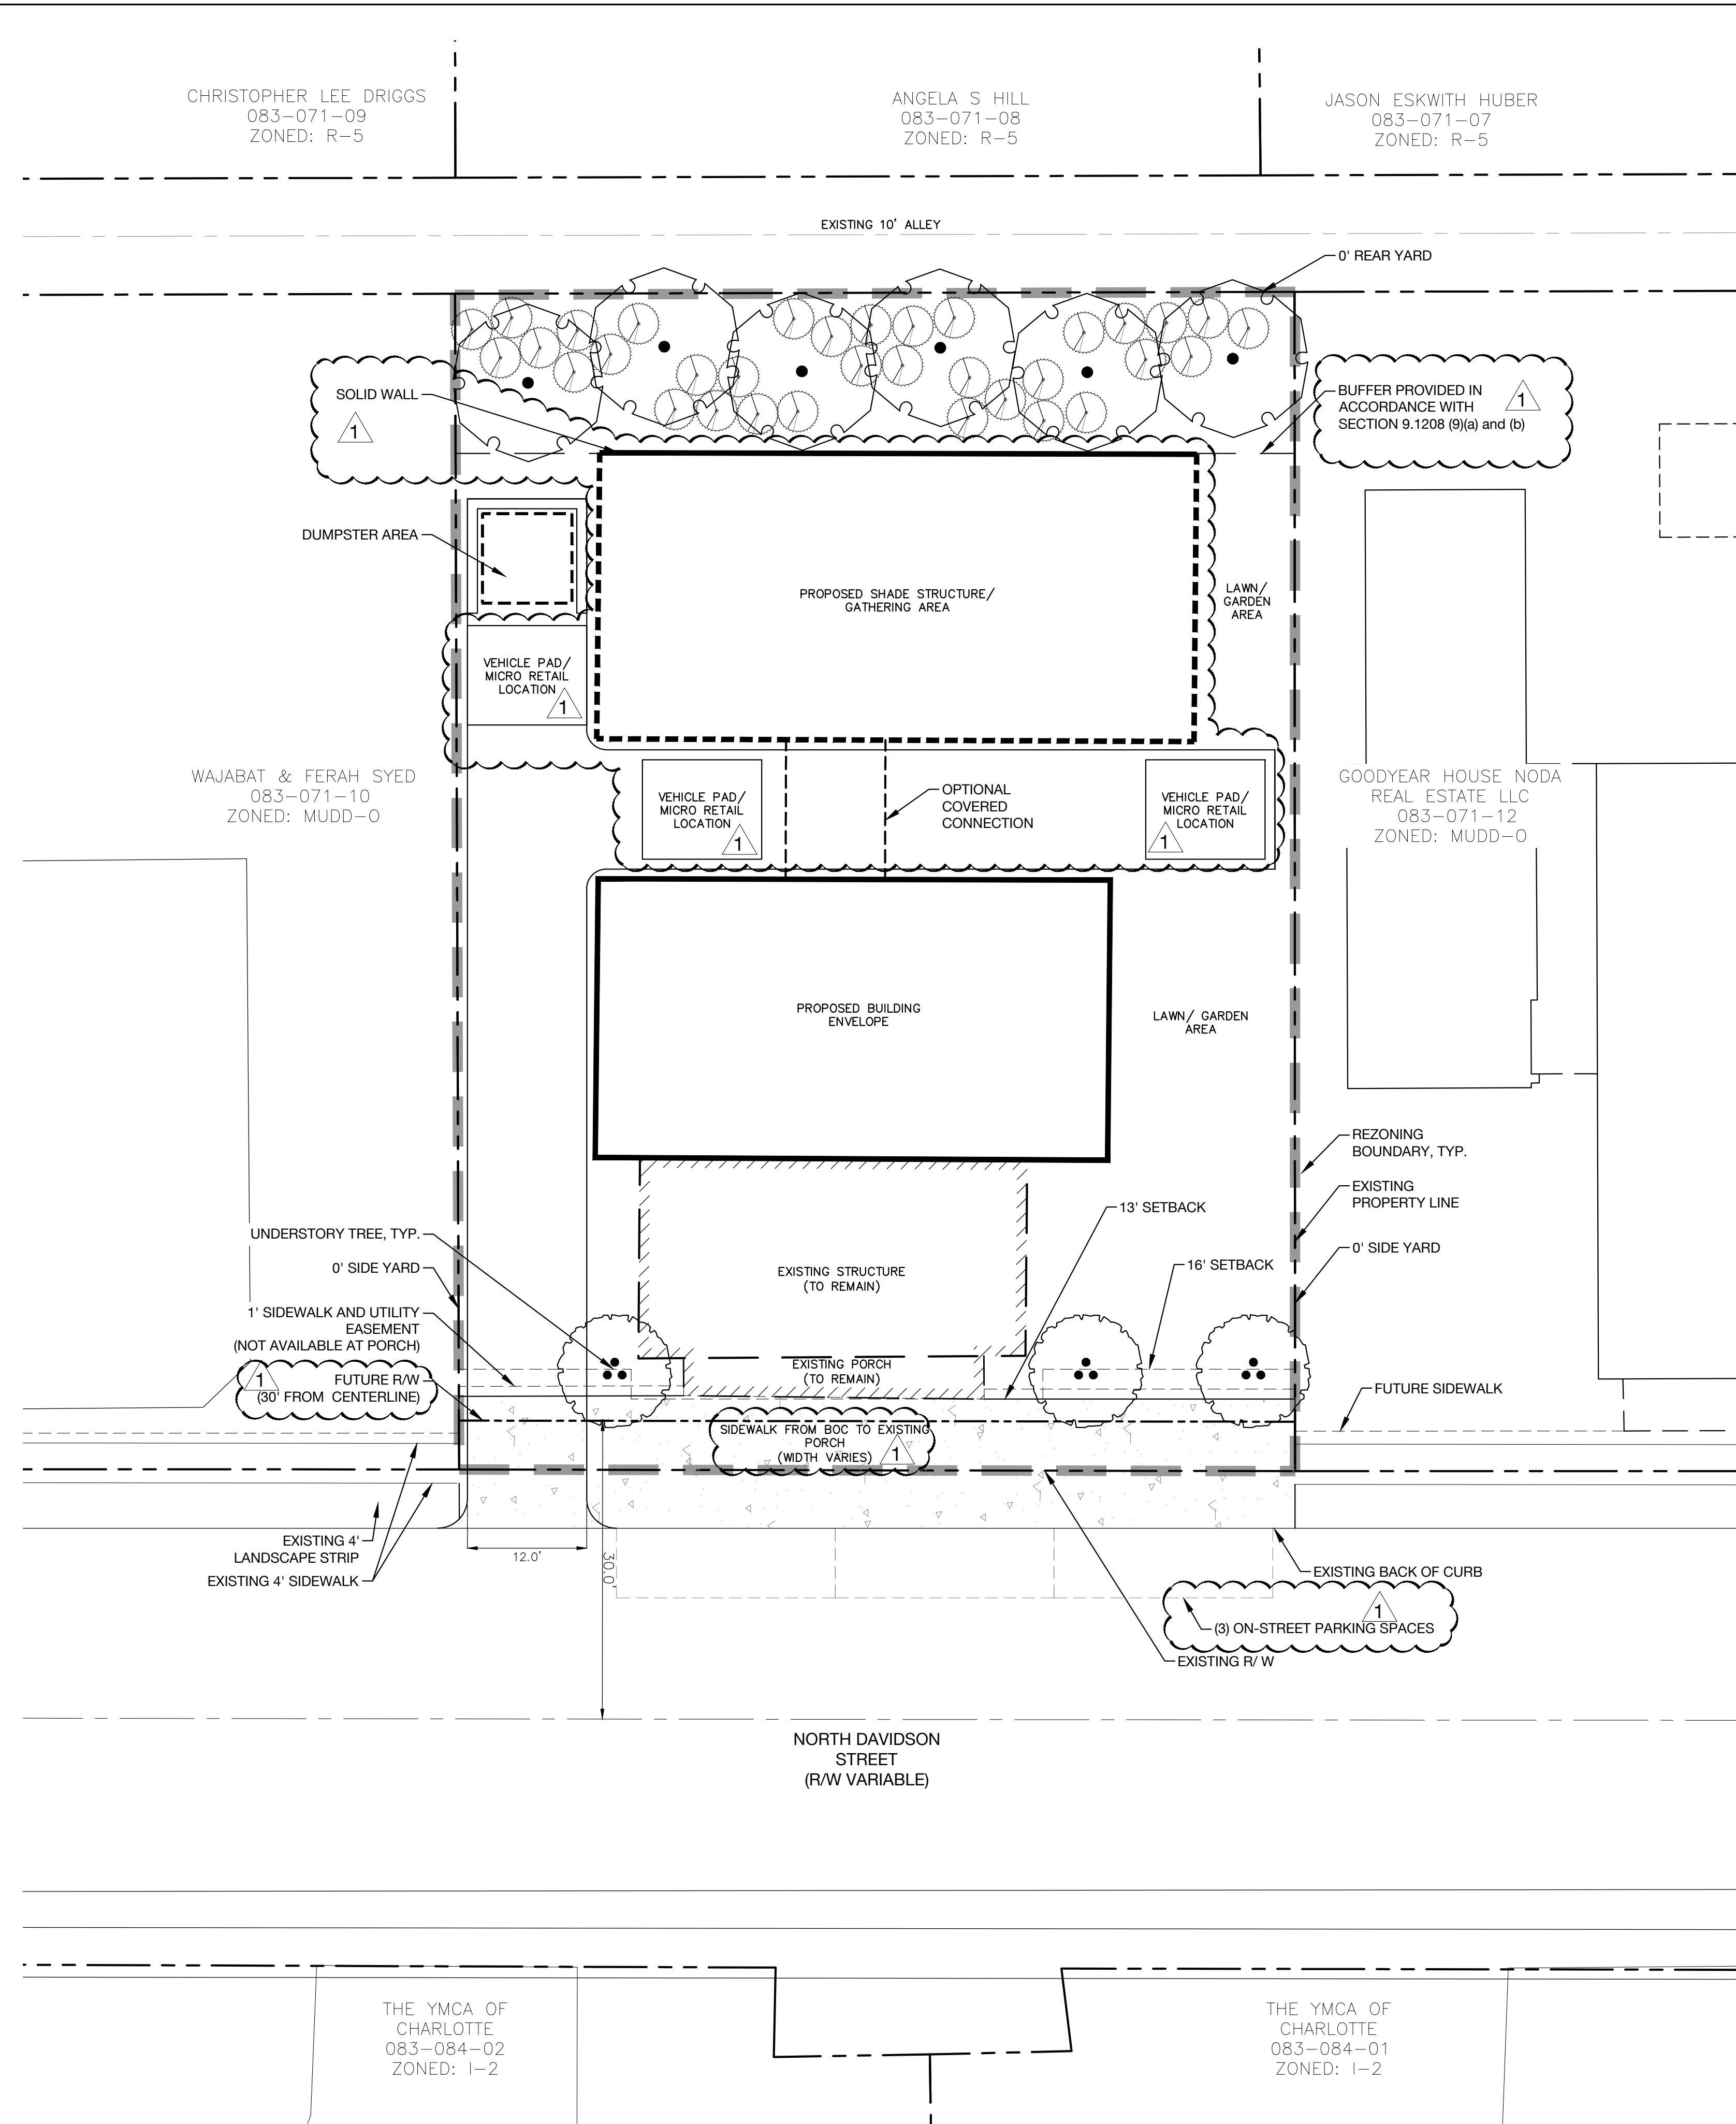 CHRISTOPHER LEE DRIGGS
083-071-09
ZONED: R-5
ANGELA S HILL
083-071-08
ZONED: R-5
JASON ESKWITH HUBER
083-071-07
ZONED: R-5
EXISTING 10' ALLEY
0' REAR YARD
SOLID WALL
1
BUFFER PROVIDED IN
ACCORDANCE WITH
SECTION 9.1208 (9)(a) and (b)
1
DUMPSTER AREA
PROPOSED SHADE STRUCTURE/
GATHERING AREA
LAWN/
GARDEN
AREA
VEHICLE PAD/
MICRO RETAIL
LOCATION
1
WAJABAT & FERAH SYED
083-071-10
ZONED: MUDD-O
VEHICLE PAD/
MICRO RETAIL
LOCATION
1
OPTIONAL
COVERED
CONNECTION
VEHICLE PAD/
MICRO RETAIL
LOCATION
1
GOODYEAR HOUSE NODA
REAL ESTATE LLC
083-071-12
ZONED: MUDD-O
PROPOSED BUILDING
ENVELOPE
LAWN/ GARDEN
AREA
REZONING
BOUNDARY, TYP.
EXISTING
PROPERTY LINE
0' SIDE YARD
13' SETBACK
16' SETBACK
UNDERSTORY TREE, TYP.
0' SIDE YARD
1' SIDEWALK AND UTILITY
EASEMENT
(NOT AVAILABLE AT PORCH)
1
FUTURE R/W
(30' FROM CENTERLINE)
EXISTING STRUCTURE
(TO REMAIN)
EXISTING PORCH
(TO REMAIN)
FUTURE SIDEWALK
SIDEWALK FROM BOC TO EXISTING
PORCH
(WIDTH VARIES)
1
EXISTING 4'
LANDSCAPE STRIP
EXISTING 4' SIDEWALK
12.0'
30.0'
EXISTING BACK OF CURB
1
(3) ON-STREET PARKING SPACES
EXISTING R/ W
NORTH DAVIDSON
STREET
(R/W VARIABLE)
THE YMCA OF
CHARLOTTE
083-084-02
ZONED: I-2
THE YMCA OF
CHARLOTTE
083-084-01
ZONED: I-2